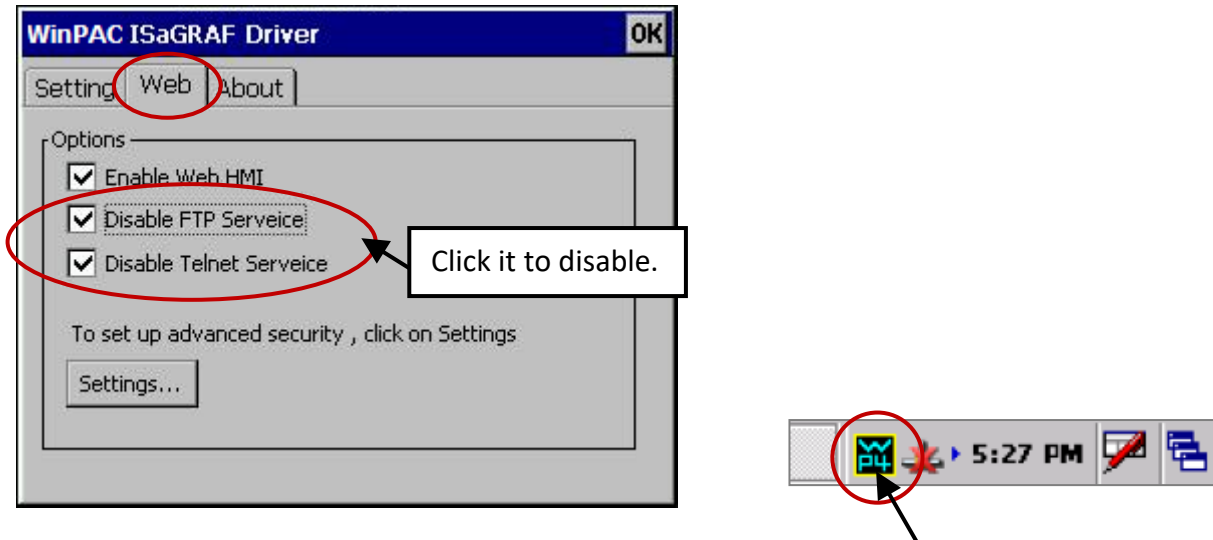 WinPAC ISaGRAF Driver OK
Setting Web About
Options
Enable Web HMI
Disable FTP Serveice
Disable Telnet Serveice
Click it to disable.
To set up advanced security , click on Settings
Settings...
P4 5:27 PM